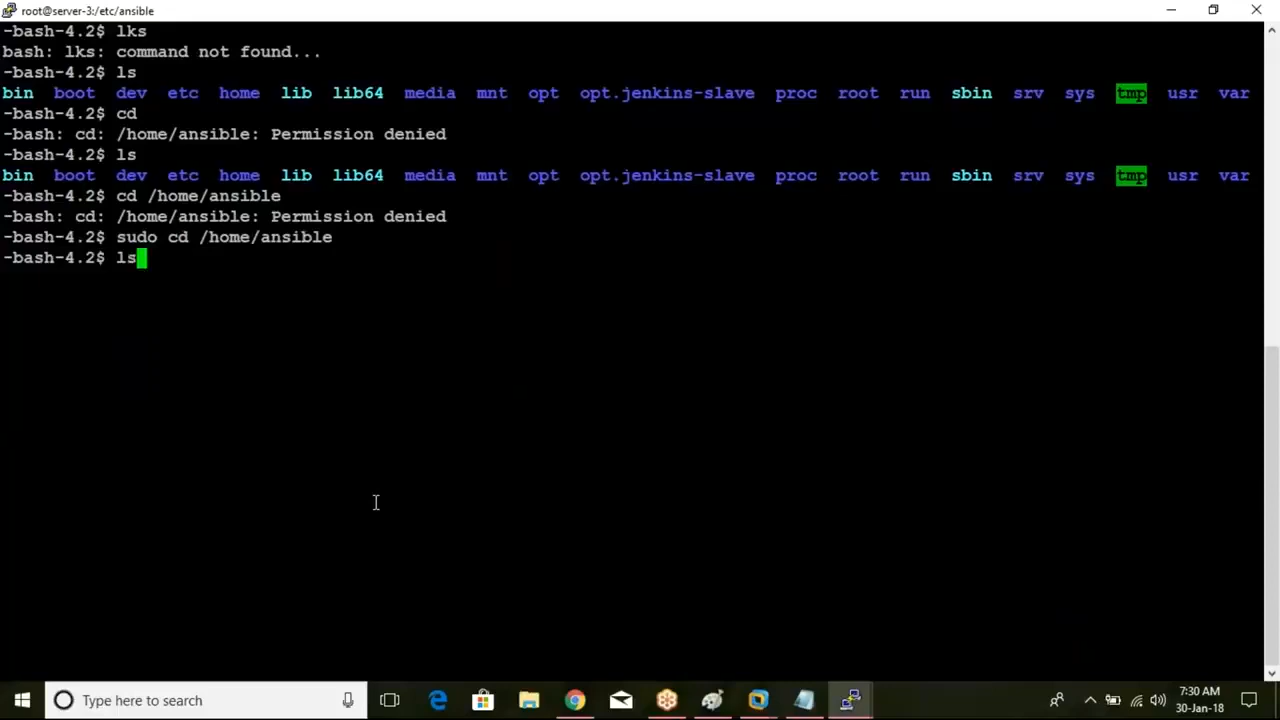 root@server-3:/etc/ansible
-bash-4.2$ lks
bash: lks: command not found...
-bash-4.2$ ls
bin boot dev etc home lib lib64 media mnt opt opt.jenkins-slave proc root run sbin srv sys tmp usr var
-bash-4.2$ cd
-bash: cd: /home/ansible: Permission denied
-bash-4.2$ ls
bin boot dev etc home lib lib64 media mnt opt opt.jenkins-slave proc root run sbin srv sys tmp usr var
-bash-4.2$ cd /home/ansible
-bash: cd: /home/ansible: Permission denied
-bash-4.2$ sudo cd /home/ansible
-bash-4.2$ ls
Type here to search
7:30 AM
30-Jan-18